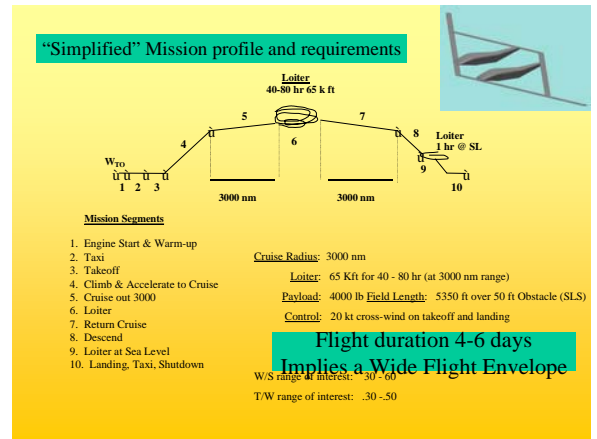 “Simplified” Mission profile and requirements
Loiter
40-80 hr 65 k ft
5
7
4
6
8
Loiter
1 hr @ SL
W_TO
ù ù ù ù
ù
ù
ù
9
ù
1 2 3
10
3000 nm
3000 nm
Mission Segments
1. Engine Start & Warm-up
2. Taxi
3. Takeoff
4. Climb & Accelerate to Cruise
5. Cruise out 3000
6. Loiter
7. Return Cruise
8. Descend
9. Loiter at Sea Level
10. Landing, Taxi, Shutdown
Cruise Radius: 3000 nm
Loiter: 65 Kft for 40 - 80 hr (at 3000 nm range)
Payload: 4000 lb Field Length: 5350 ft over 50 ft Obstacle (SLS)
Control: 20 kt cross-wind on takeoff and landing
Flight duration 4-6 days
Implies a Wide Flight Envelope
W/S range of interest: 30 - 60
T/W range of interest: .30 -.50